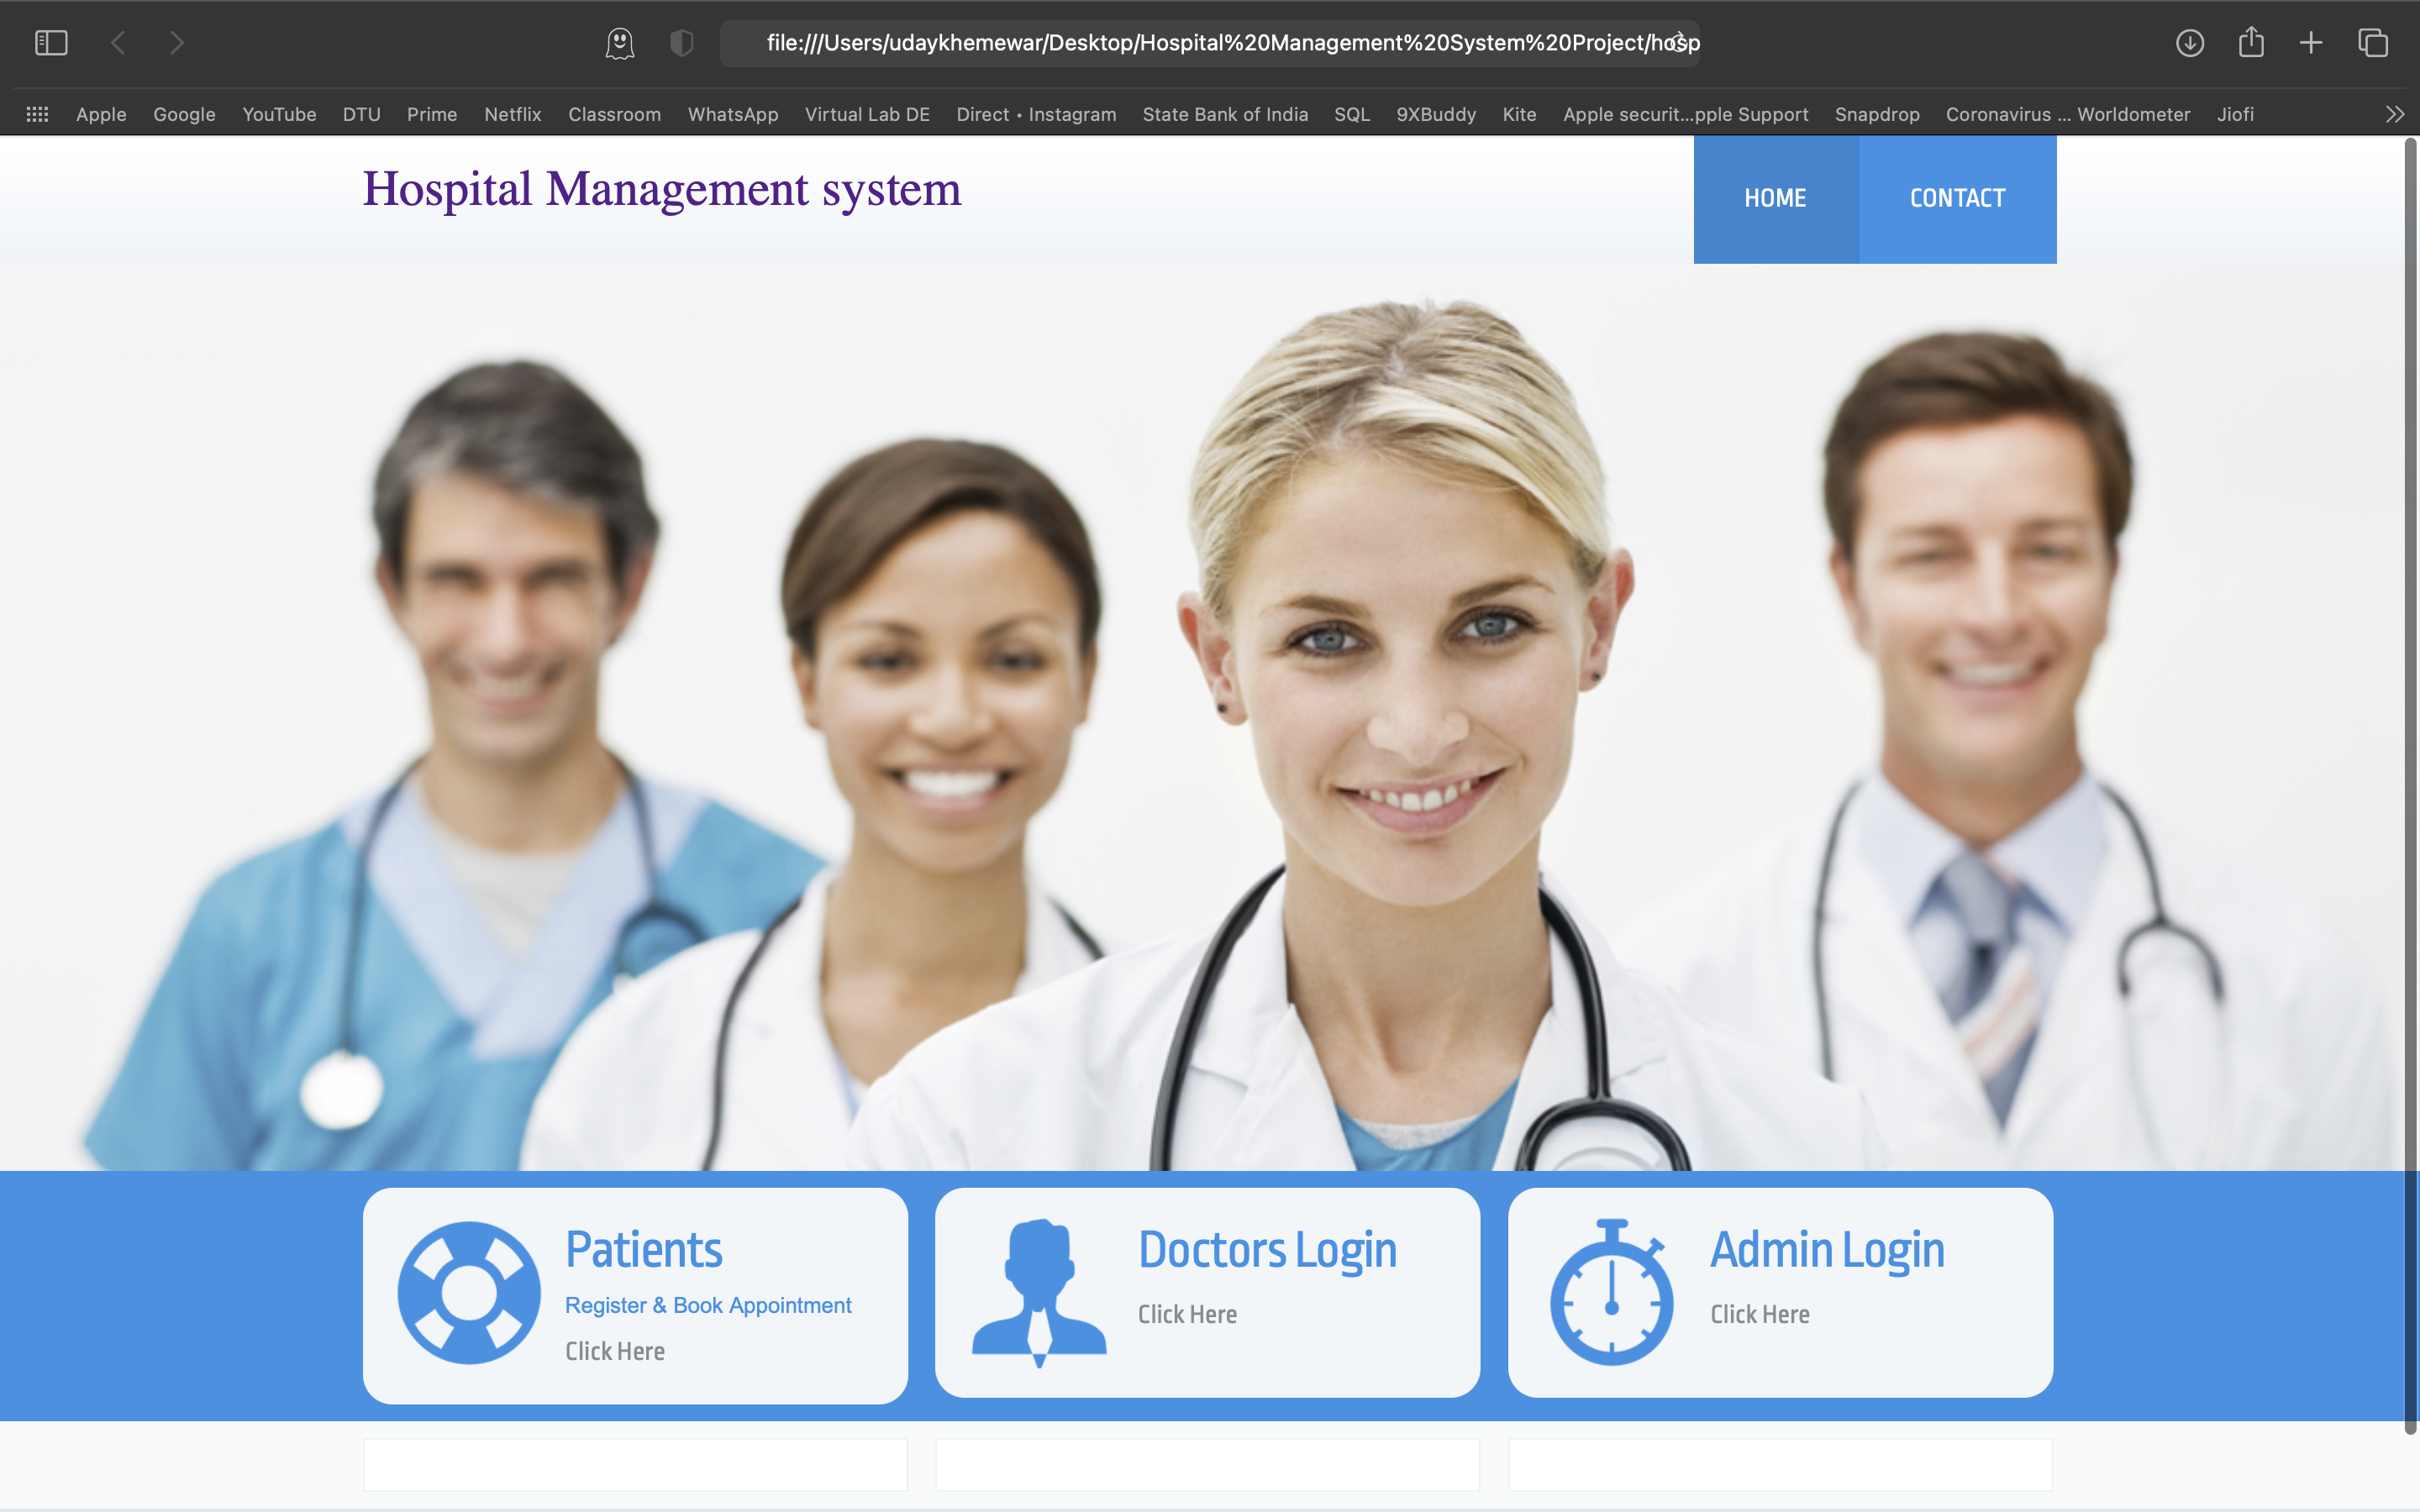 file:///Users/udaykhemewar/Desktop/Hospital%20Management%20System%20Project/hosp
Apple Google YouTube DTU Prime Netflix Classroom WhatsApp Virtual Lab DE Direct • Instagram State Bank of India SQL 9XBuddy Kite Apple securit...pple Support Snapdrop Coronavirus ... Worldometer Jiofi
Hospital Management system
HOME CONTACT
Patients
Register & Book Appointment
Click Here
Doctors Login
Click Here
Admin Login
Click Here